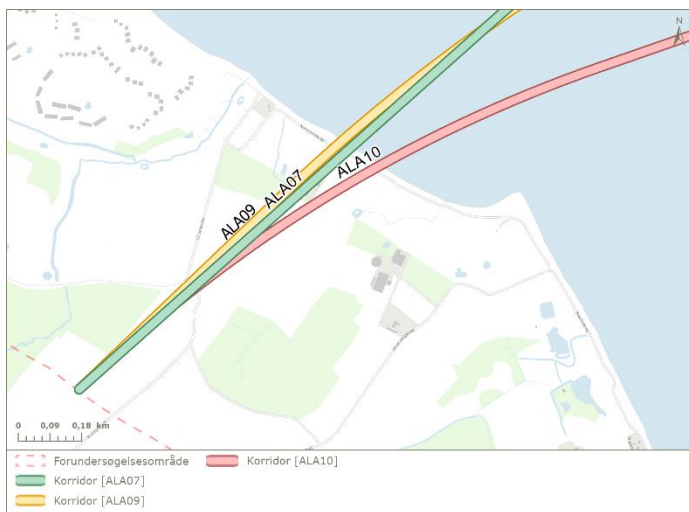 N
ALA09
ALA07
ALA10
0 0,09 0,18 km
Forundersøgelsesområde
Korridor [ALA10]
Korridor [ALA07]
Korridor [ALA09]